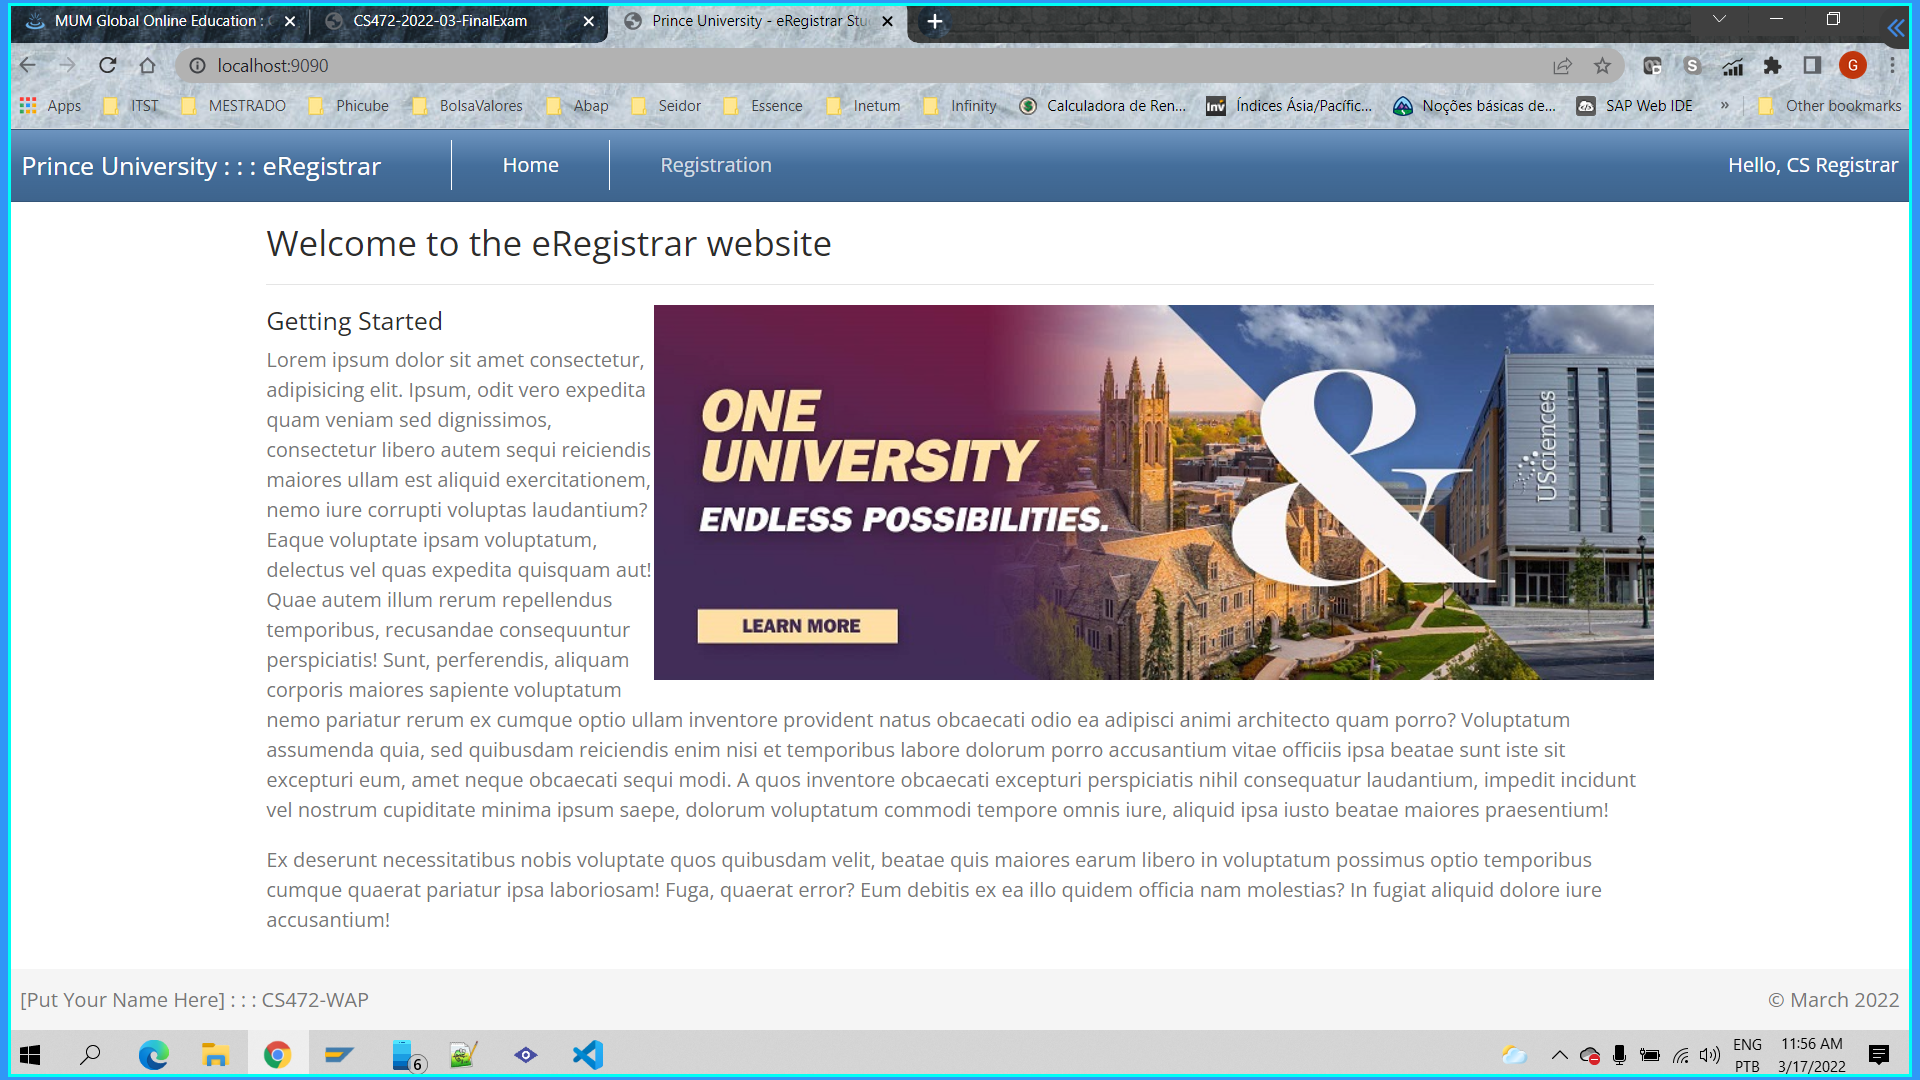 MUM Global Online Education :
CS472-2022-03-FinalExam
Prince University - eRegistrar Stu
localhost:9090
S
G
Apps
ITST
MESTRADO
Phicube
BolsaValores
Abap
Seidor
Essence
Inetum
Infinity
Calculadora de Ren...
Inv
Índices Ásia/Pacífic...
Noções básicas de...
SAP Web IDE
»
Other bookmarks
Prince University : : : eRegistrar
Home
Registration
Hello, CS Registrar
Welcome to the eRegistrar website
Getting Started
Lorem ipsum dolor sit amet consectetur,
adipisicing elit. Ipsum, odit vero expedita
quam veniam sed dignissimos,
consectetur libero autem sequi reiciendis
maiores ullam est aliquid exercitationem,
nemo iure corrupti voluptas laudantium?
Eaque voluptate ipsam voluptatum,
delectus vel quas expedita quisquam aut!
Quae autem illum rerum repellendus
temporibus, recusandae consequuntur
perspiciatis! Sunt, perferendis, aliquam
corporis maiores sapiente voluptatum
nemo pariatur rerum ex cumque optio ullam inventore provident natus obcaecati odio ea adipisci animi architecto quam porro? Voluptatum
assumenda quia, sed quibusdam reiciendis enim nisi et temporibus labore dolorum porro accusantium vitae officiis ipsa beatae sunt iste sit
excepturi eum, amet neque obcaecati sequi modi. A quos inventore obcaecati excepturi perspiciatis nihil consequatur laudantium, impedit incidunt
vel nostrum cupiditate minima ipsum saepe, dolorum voluptatum commodi tempore omnis iure, aliquid ipsa iusto beatae maiores praesentium!
ONE
UNIVERSITY
ENDLESS POSSIBILITIES.
LEARN MORE
&
USciences
Ex deserunt necessitatibus nobis voluptate quos quibusdam velit, beatae quis maiores earum libero in voluptatum possimus optio temporibus
cumque quaerat pariatur ipsa laboriosam! Fuga, quaerat error? Eum debitis ex ea illo quidem officia nam molestias? In fugiat aliquid dolore iure
accusantium!
[Put Your Name Here] : : : CS472-WAP
© March 2022
6
ENG
PTB
11:56 AM
3/17/2022